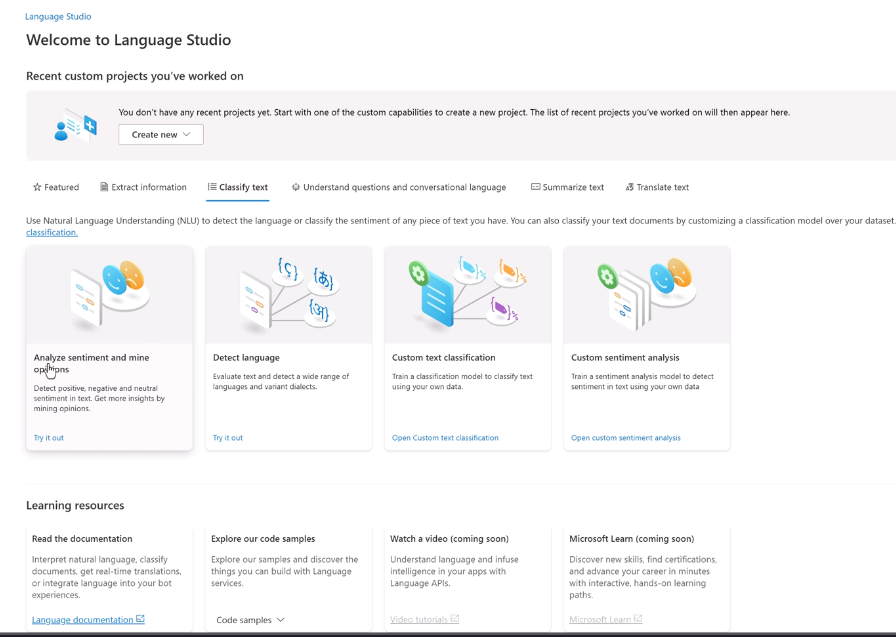 Language Studio
Welcome to Language Studio
Recent custom projects you've worked on
You don't have any recent projects yet. Start with one of the custom capabilities to create a new project. The list of recent projects you've worked on will then appear here.
Create new
Featured
Extract information
Classify text
Understand questions and conversational language
Summarize text
Translate text
Use Natural Language Understanding (NLU) to detect the language or classify the sentiment of any piece of text you have. You can also classify your text documents by customizing a classification model over your dataset.
classification.
Analyze sentiment and mine
opinions
Detect positive, negative and neutral
sentiment in text. Get more insights by
mining opinions.
Try it out
Detect language
Evaluate text and detect a wide range of
languages and variant dialects.
Try it out
Custom text classification
Train a classification model to classify text
using your own data.
Open Custom text classification
Custom sentiment analysis
Train a sentiment analysis model to detect
sentiment in text using your own data
Open custom sentiment analysis
Learning resources
Read the documentation
Interpret natural language, classify
documents, get real-time translations,
or integrate language into your bot
experiences.
Language documentation
Explore our code samples
Explore our samples and discover the
things you can build with Language
services.
Code samples
Watch a video (coming soon)
Understand language and infuse
intelligence in your apps with
Language APIs.
Video tutorials
Microsoft Learn (coming soon)
Discover new skills, find certifications,
and advance your career in minutes
with interactive, hands-on learning
paths.
Microsoft Learn